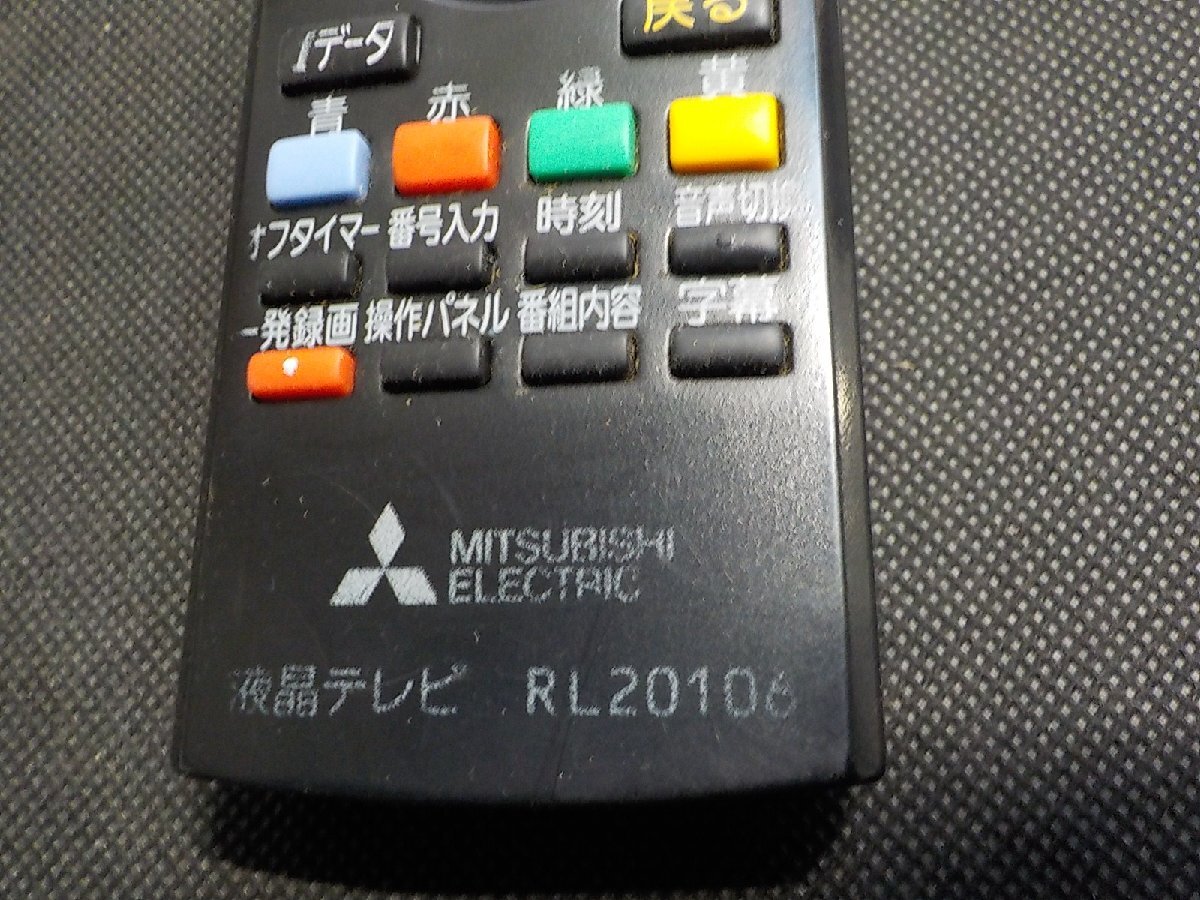 dデータ 戻る
青 赤 緑 黄
オフタイマー 番号入力 時刻 音声切換
一発録画 操作パネル 番組内容 字幕
MITSUBISHI
ELECTRIC
液晶テレビ RL20106